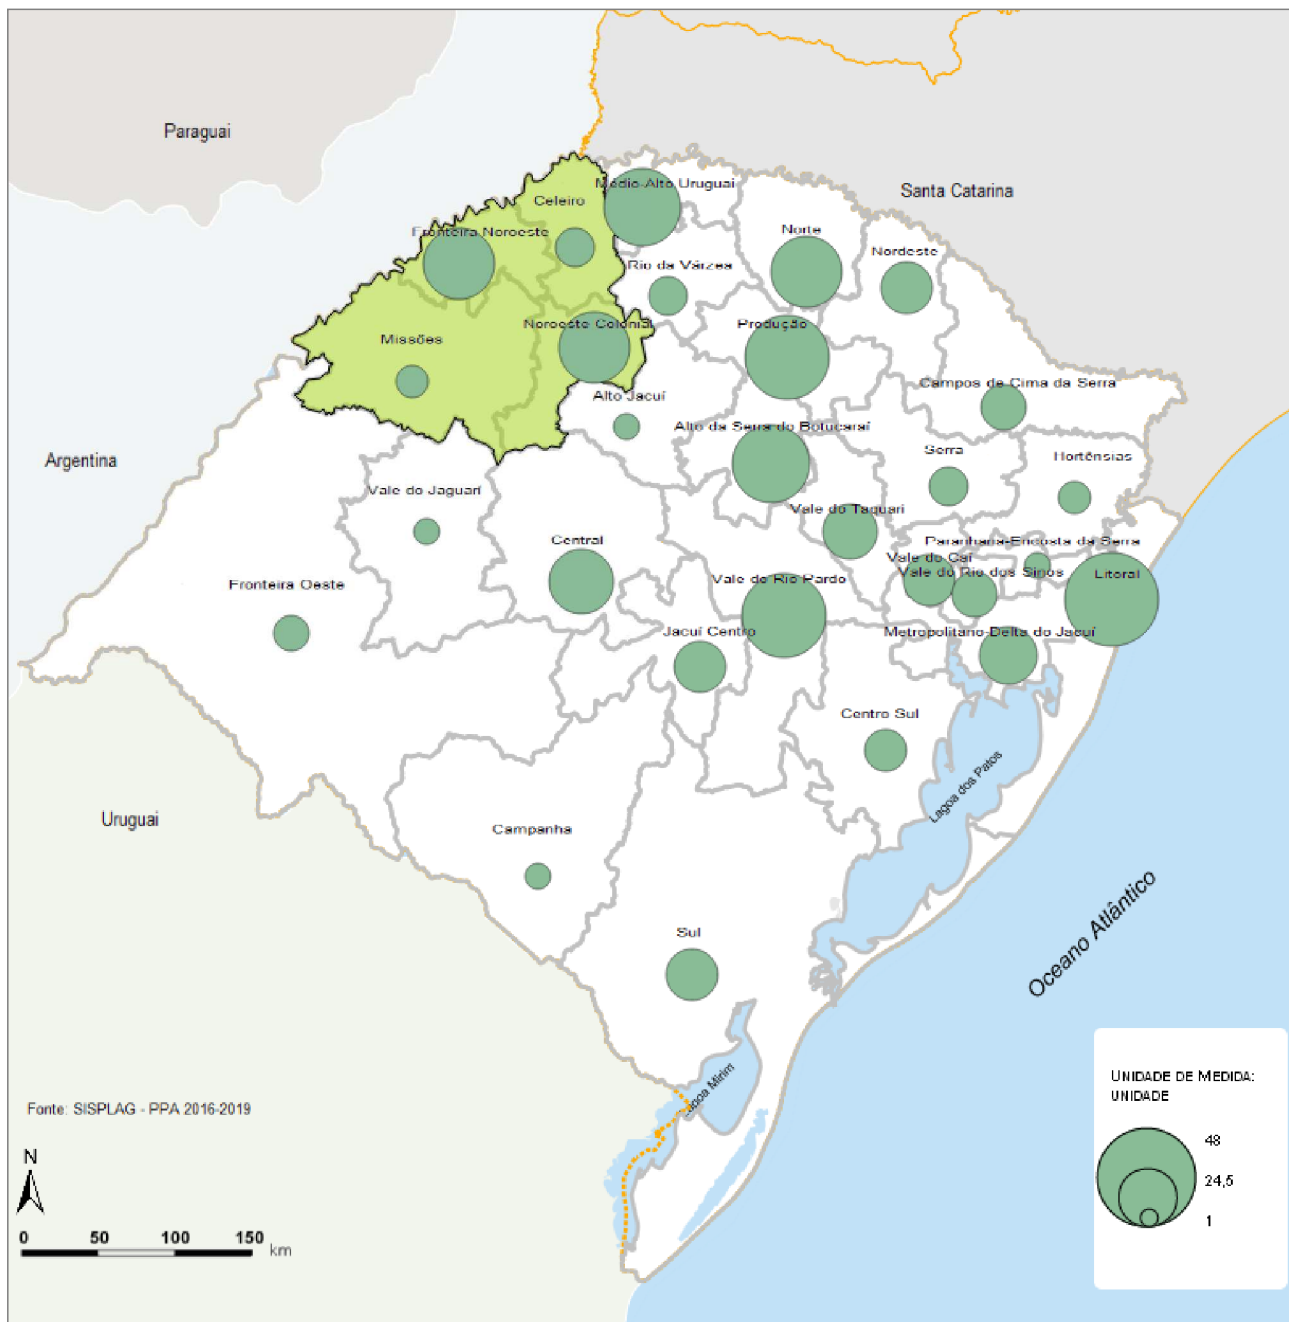 Paraguai
Santa Catarina
Médio-Alto Uruguai
Celeiro
Fronteira Noroeste
Norte
Nordeste
Rio da Várzea
Noroeste Colonial
Produção
Missões
Campos de Cima da Serra
Alto Jacuí
Alto da Serra do Botucaraí
Argentina
Serra
Hortênsias
Vale do Jaguarí
Vale do Taquari
Central
Paranhana-Encosta da Serra
Vale do Caí
Vale do Rio dos Sinos
Litoral
Fronteira Oeste
Vale do Rio Pardo
Jacuí Centro
Metropolitano-Delta do Jacuí
Centro Sul
Lagoa dos Patos
Uruguai
Campanha
Oceano Atlântico
Sul
Lagoa Mirim
UNIDADE DE MEDIDA:
UNIDADE
48
24,5
1
Fonte: SISPLAG - PPA 2016-2019
N
0 50 100 150
km